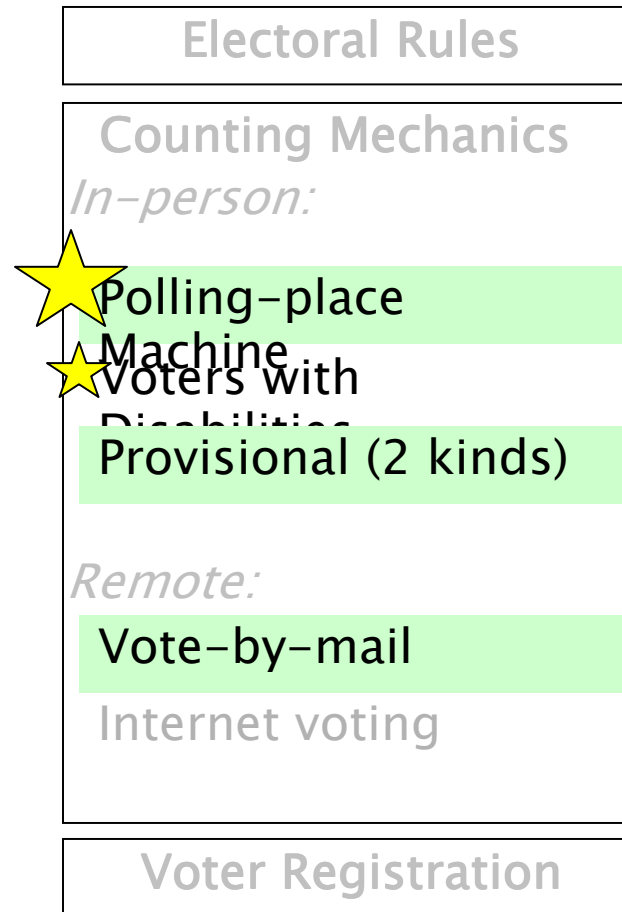 Electoral Rules
Counting Mechanics
In-person:
Polling-place
Machine
Voters with
Disabilities
Provisional (2 kinds)
Remote:
Vote-by-mail
Internet voting
Voter Registration